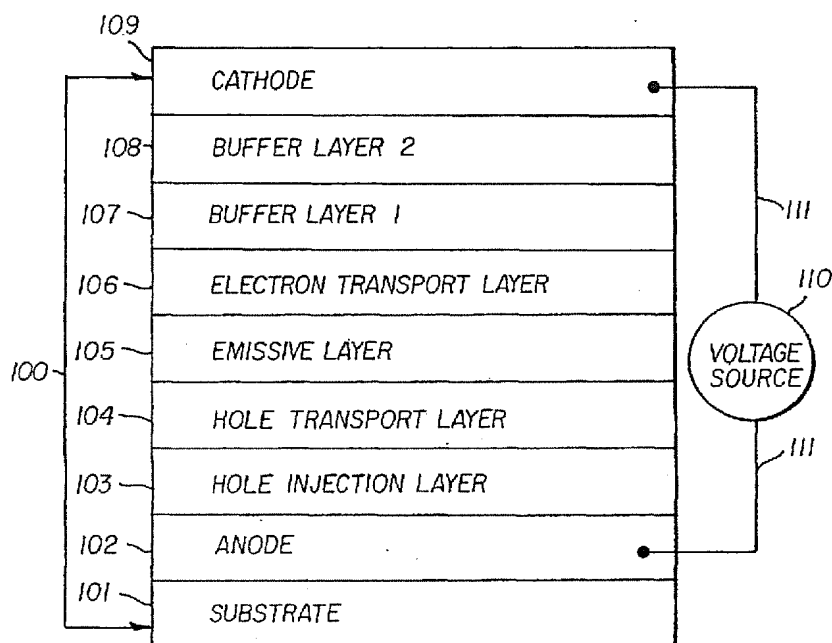 109
CATHODE
108
BUFFER LAYER 2
107
BUFFER LAYER 1
111
106
ELECTRON TRANSPORT LAYER
110
105
EMISSIVE LAYER
VOLTAGE
SOURCE
100
104
HOLE TRANSPORT LAYER
111
103
HOLE INJECTION LAYER
102
ANODE
101
SUBSTRATE